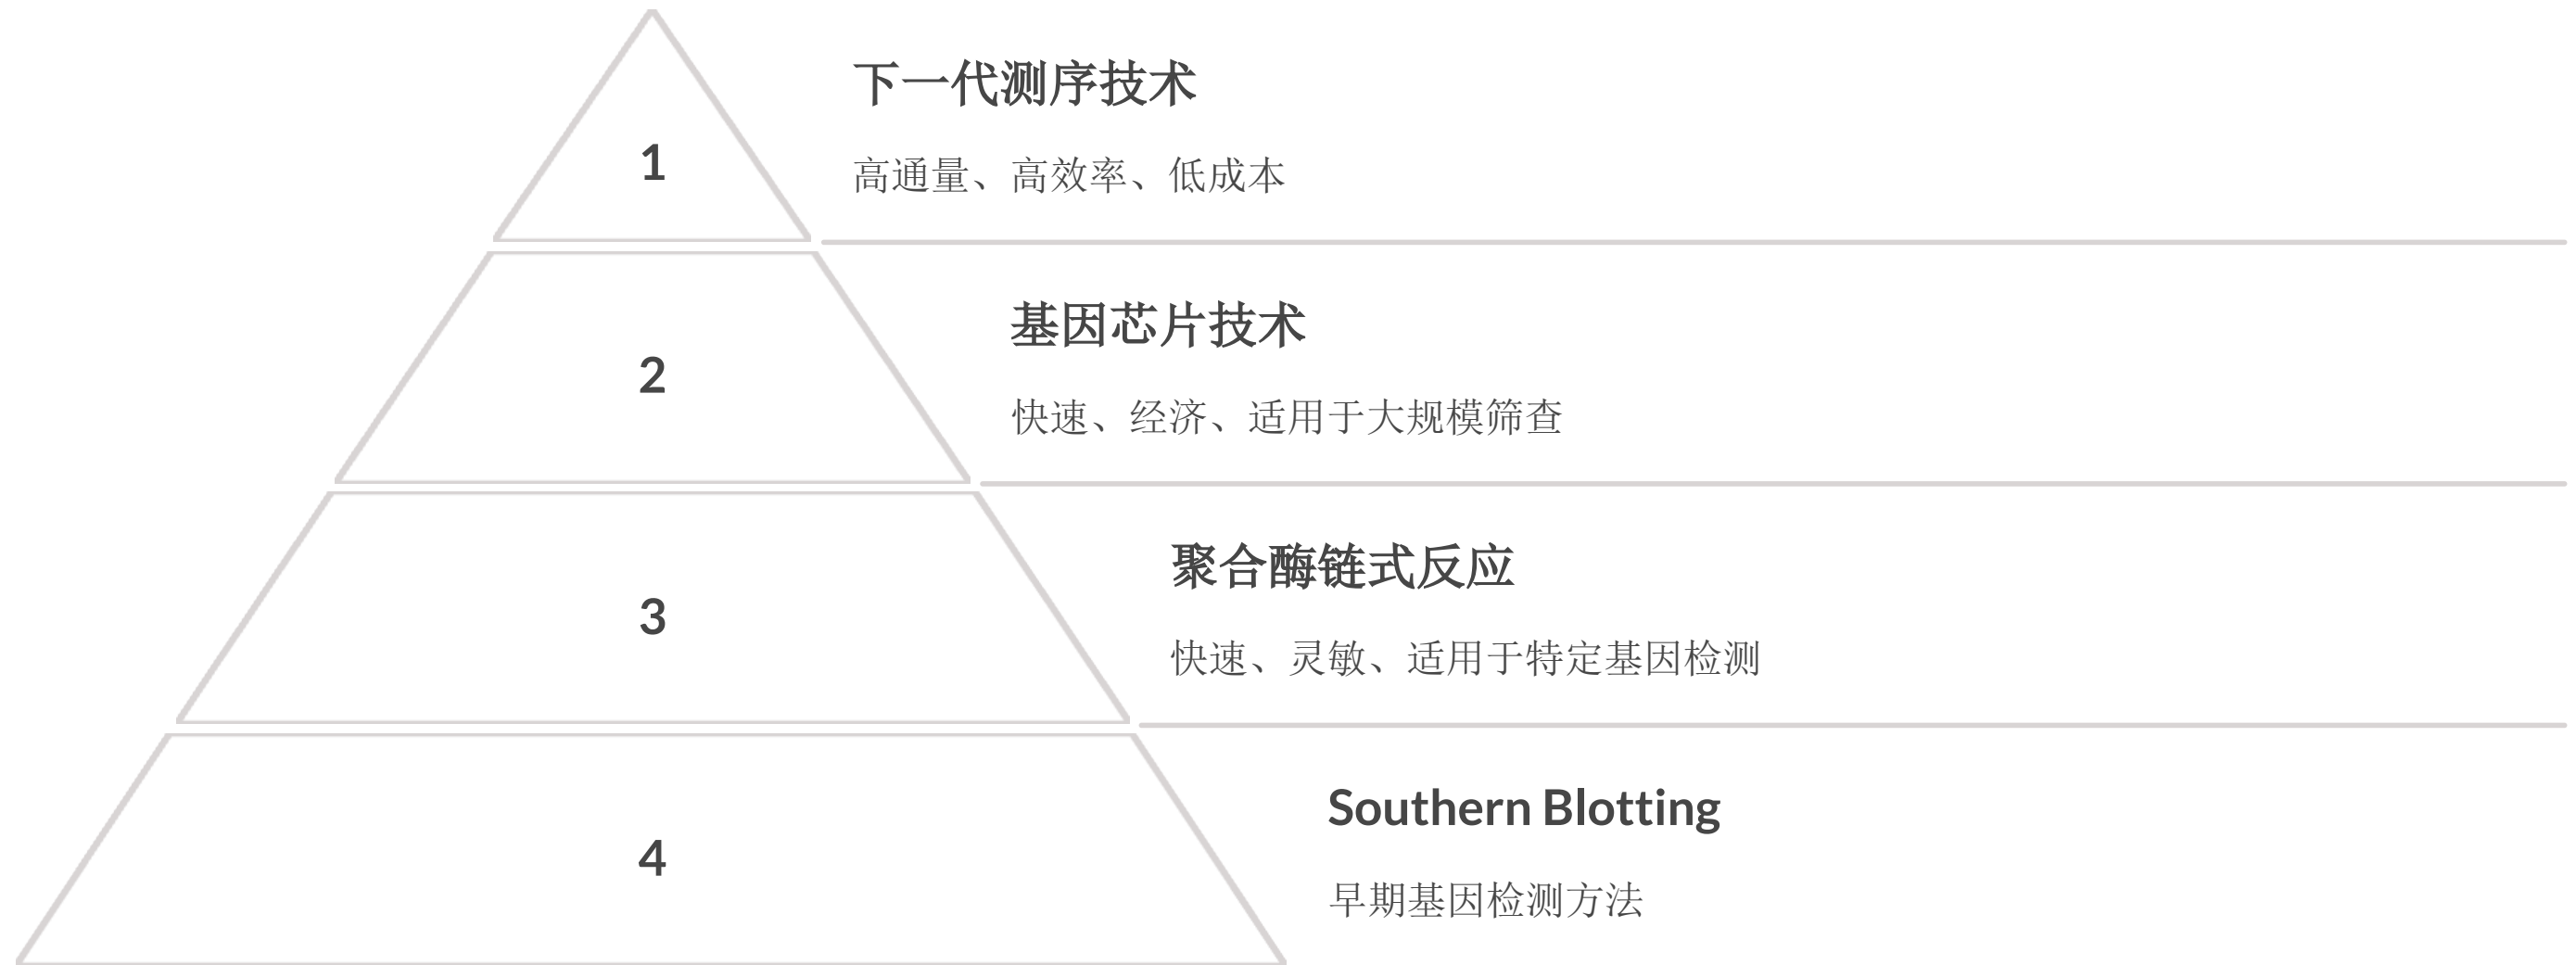 1
下一代测序技术
高通量、高效率、低成本
2
基因芯片技术
快速、经济、适用于大规模筛查
3
聚合酶链式反应
快速、灵敏、适用于特定基因检测
4
Southern Blotting
早期基因检测方法